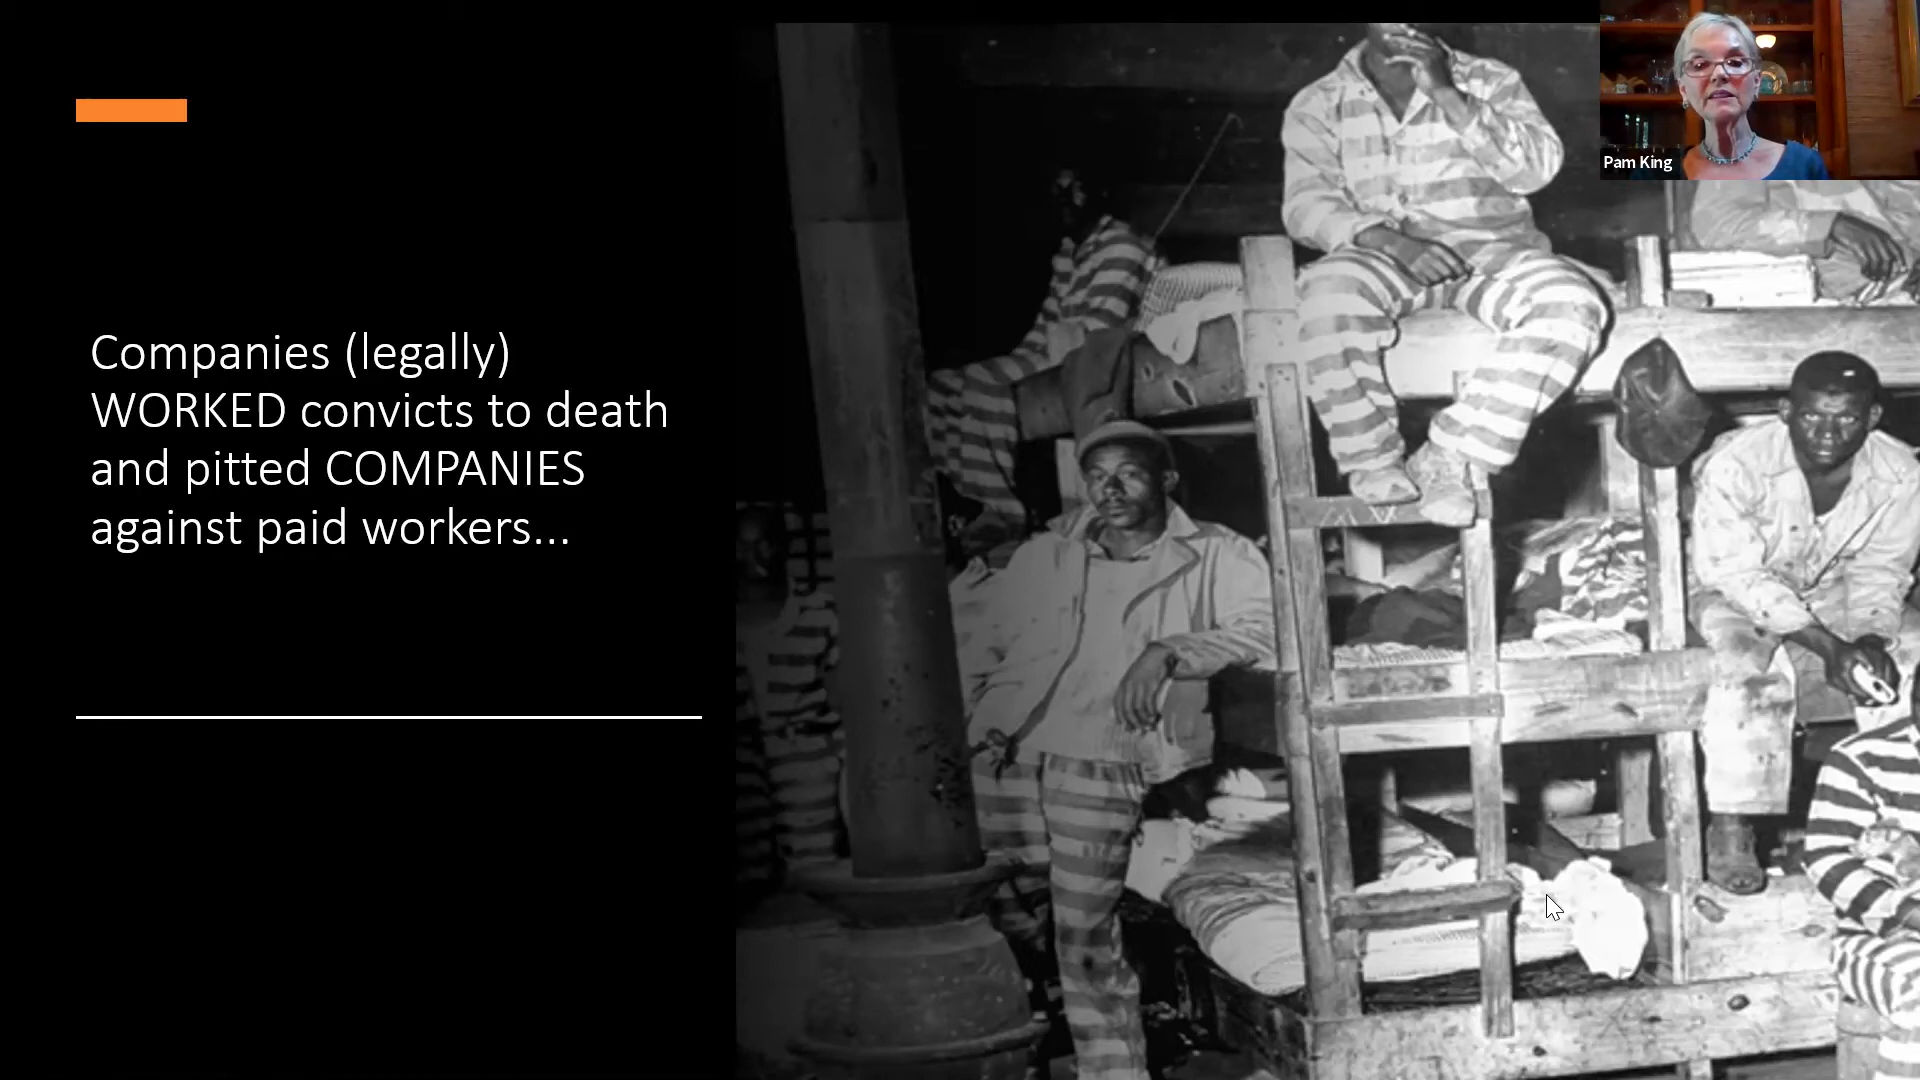 Companies (legally)
WORKED convicts to death
and pitted COMPANIES
against paid workers...
Pam King